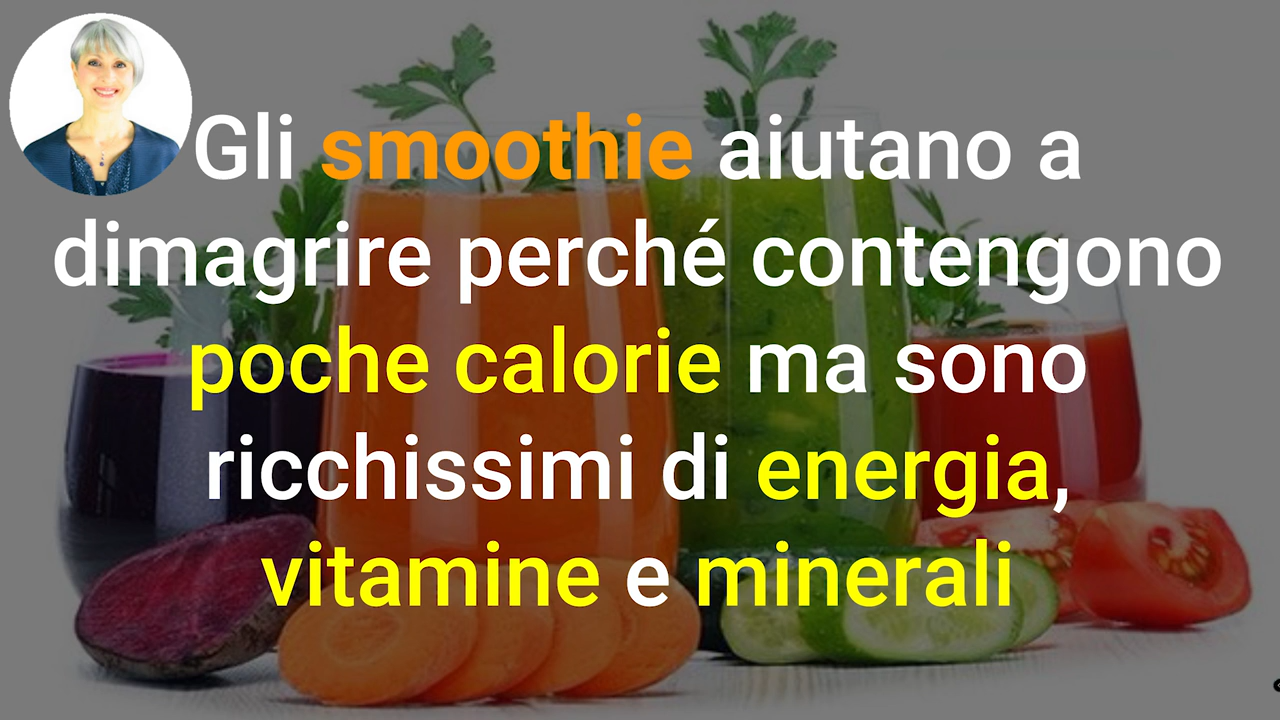 Gli smoothie aiutano a
dimagrire perché contengono
poche calorie ma sono
ricchissimi di energia,
vitamine e minerali